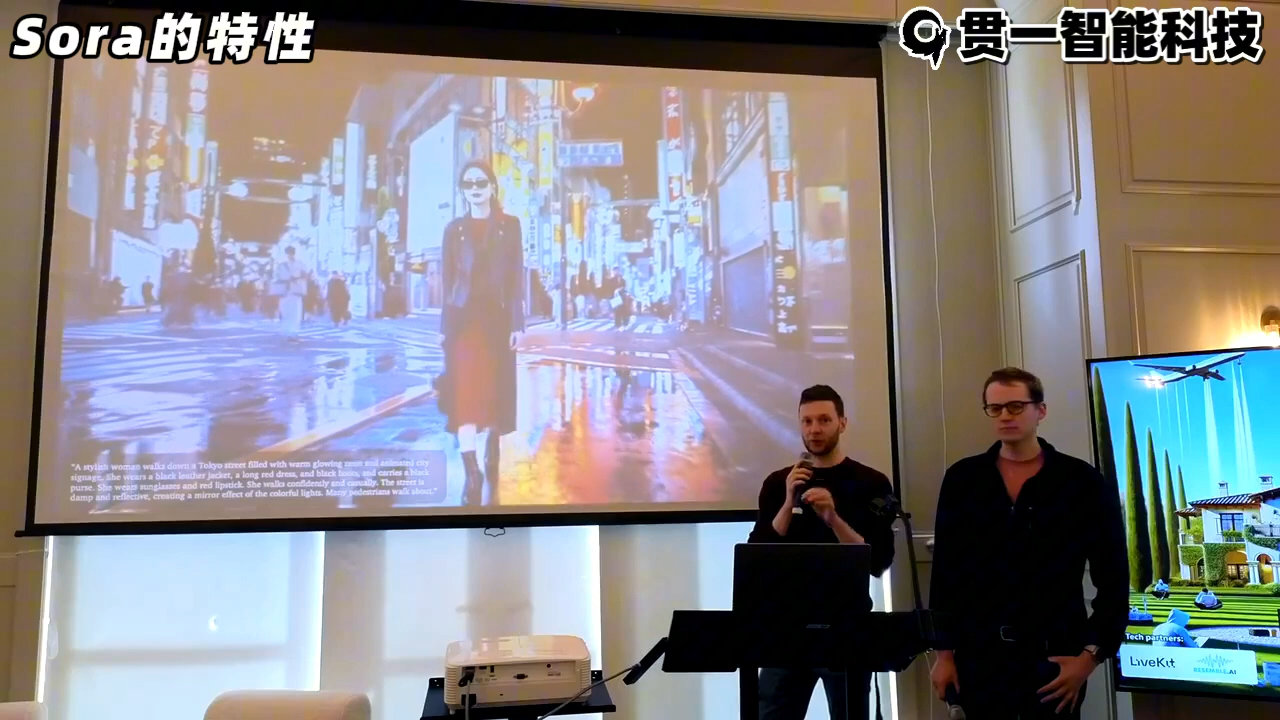 Sora的特性
贯一智能科技
"A stylish woman walks down a Tokyo street filled with warm glowing neon and animated city
signage. She wears a black leather jacket, a long red dress, and black boots, and carries a black
purse. She wears sunglasses and red lipstick. She walks confidently and casually. The street is
damp and reflective, creating a mirror effect of the colorful lights. Many pedestrians walk about."
Tech partners:
LiveKit
RESEMBLE.AI